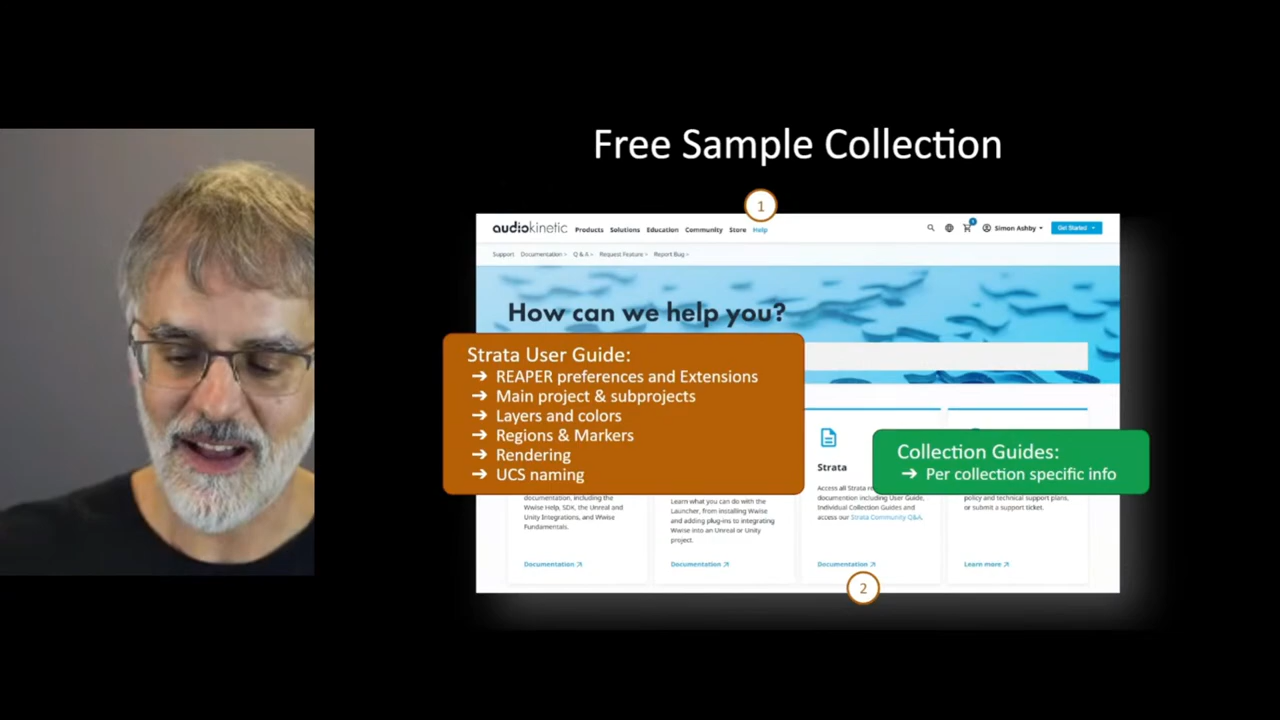 Free Sample Collection
1
audiokinetic Products Solutions Education Community Store Help Simon Ashby Get Started
Support Documentation Q & A Request Feature Report Bug
How can we help you?
Strata User Guide:
➔ REAPER preferences and Extensions
➔ Main project & subprojects
➔ Layers and colors
➔ Regions & Markers
➔ Rendering
➔ UCS naming
documentation, including the
Wwise Help, SDK, the Unreal and
Unity Integrations, and Wwise
Fundamentals.
Documentation
Learn what you can do with the
Launcher, from installing Wwise
and adding plug-ins to integrating
Wwise into an Unreal or Unity
project.
Documentation
Strata
Access all Strata
documention including User Guide,
Individual Collection Guides and
access our Strata Community Q&A.
Documentation
2
Collection Guides:
➔ Per collection specific info
policy and technical support plans,
or submit a support ticket.
Learn more